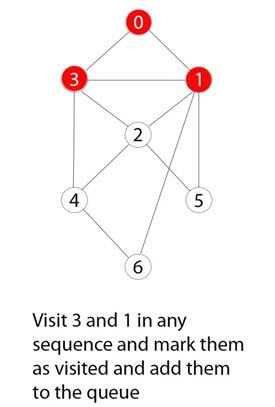 0
3
1
2
4
5
6
Visit 3 and 1 in any
sequence and mark them
as visited and add them
to the queue